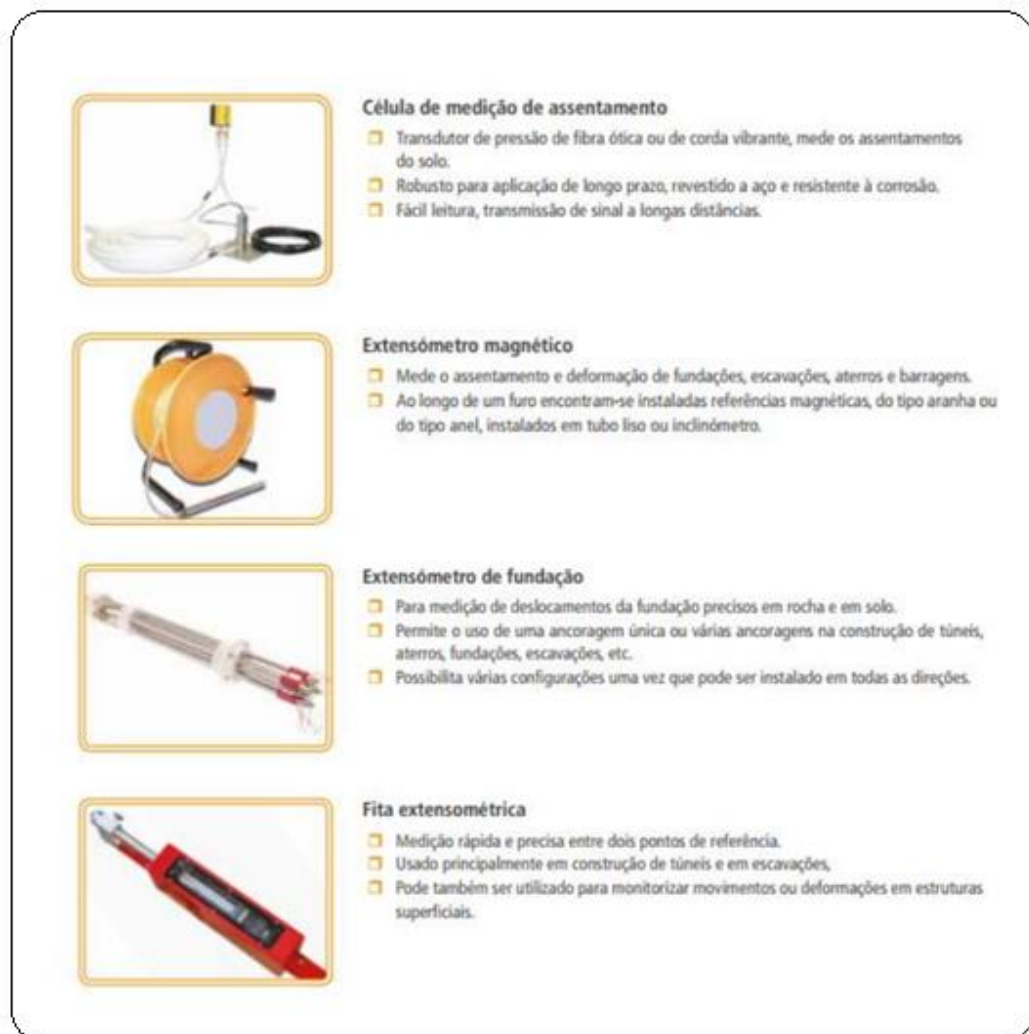 Célula de medição de assentamento
Transdutor de pressão de fibra ótica ou de corda vibrante, mede os assentamentos
do solo.
Robusto para aplicação de longo prazo, revestido a aço e resistente à corrosão.
Fácil leitura, transmissão de sinal a longas distâncias.
Extensómetro magnético
Mede o assentamento e deformação de fundações, escavações, aterros e barragens.
Ao longo de um furo encontram-se instaladas referências magnéticas, do tipo aranha ou
do tipo anel, instalados em tubo liso ou inclinómetro.
Extensómetro de fundação
Para medição de deslocamentos da fundação precisos em rocha e em solo.
Permite o uso de uma ancoragem única ou várias ancoragens na construção de túneis,
aterros, fundações, escavações, etc.
Possibilita várias configurações uma vez que pode ser instalado em todas as direções.
Fita extensométrica
Medição rápida e precisa entre dois pontos de referência.
Usado principalmente em construção de túneis e em escavações,
Pode também ser utilizado para monitorizar movimentos ou deformações em estruturas
superficiais.